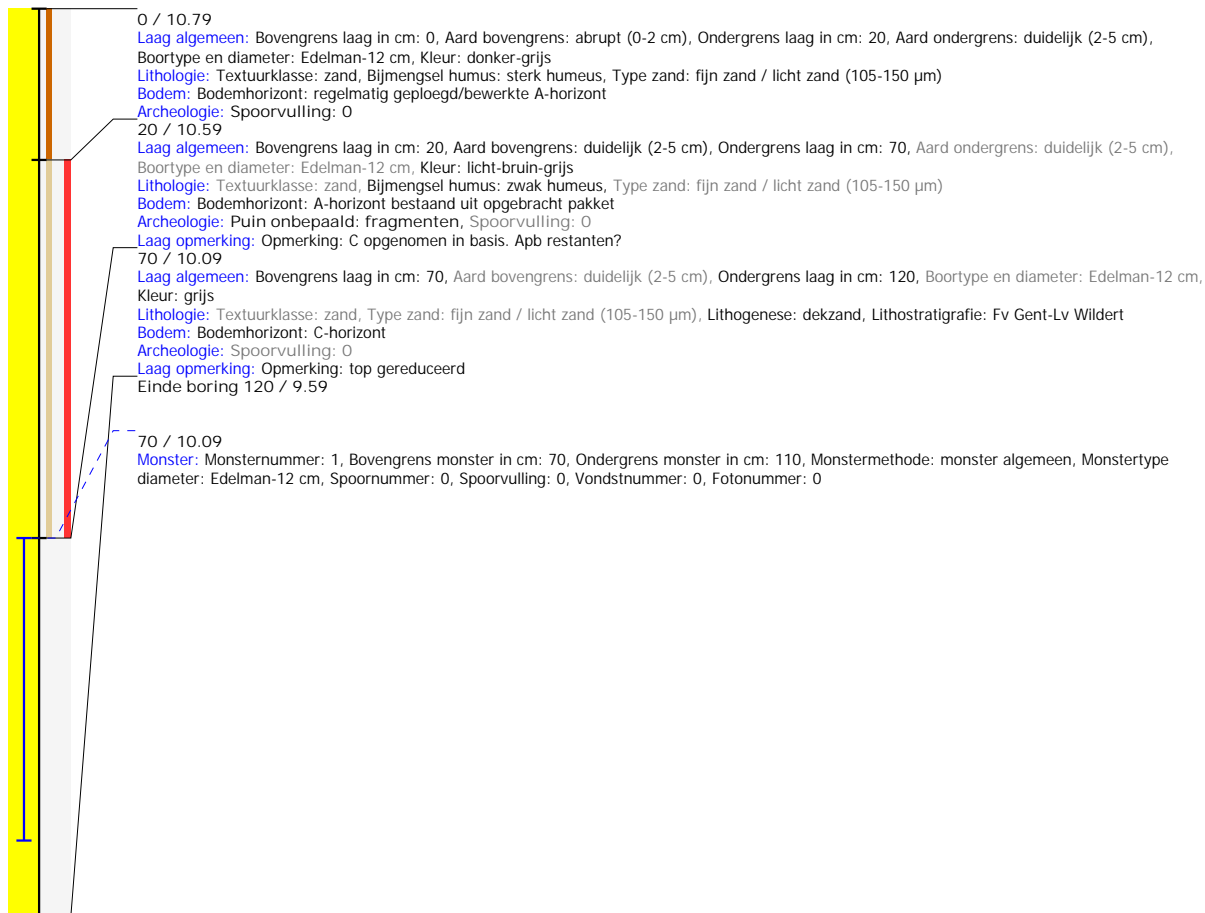 0 / 10.79
Laag algemeen: Bovengrens laag in cm: 0, Aard bovengrens: abrupt (0-2 cm), Ondergrens laag in cm: 20, Aard ondergrens: duidelijk (2-5 cm),
Boortype en diameter: Edelman-12 cm, Kleur: donker-grijs
Lithologie: Textuurklasse: zand, Bijmengsel humus: sterk humeus, Type zand: fijn zand / licht zand (105-150 µm)
Bodem: Bodemhorizont: regelmatig geploegd/bewerkte A-horizont
Archeologie: Spoorvulling: 0
20 / 10.59
Laag algemeen: Bovengrens laag in cm: 20, Aard bovengrens: duidelijk (2-5 cm), Ondergrens laag in cm: 70, Aard ondergrens: duidelijk (2-5 cm),
Boortype en diameter: Edelman-12 cm, Kleur: licht-bruin-grijs
Lithologie: Textuurklasse: zand, Bijmengsel humus: zwak humeus, Type zand: fijn zand / licht zand (105-150 µm)
Bodem: Bodemhorizont: A-horizont bestaand uit opgebracht pakket
Archeologie: Puin onbepaald: fragmenten, Spoorvulling: 0
Laag opmerking: Opmerking: C opgenomen in basis. Apb restanten?
70 / 10.09
Laag algemeen: Bovengrens laag in cm: 70, Aard bovengrens: duidelijk (2-5 cm), Ondergrens laag in cm: 120, Boortype en diameter: Edelman-12 cm,
Kleur: grijs
Lithologie: Textuurklasse: zand, Type zand: fijn zand / licht zand (105-150 µm), Lithogenese: dekzand, Lithostratigrafie: Fv Gent-Lv Wildert
Bodem: Bodemhorizont: C-horizont
Archeologie: Spoorvulling: 0
Laag opmerking: Opmerking: top gereduceerd
Einde boring 120 / 9.59
70 / 10.09
Monster: Monsternummer: 1, Bovengrens monster in cm: 70, Ondergrens monster in cm: 110, Monstermethode: monster algemeen, Monstertype
diameter: Edelman-12 cm, Spoornummer: 0, Spoorvulling: 0, Vondstnummer: 0, Fotonummer: 0